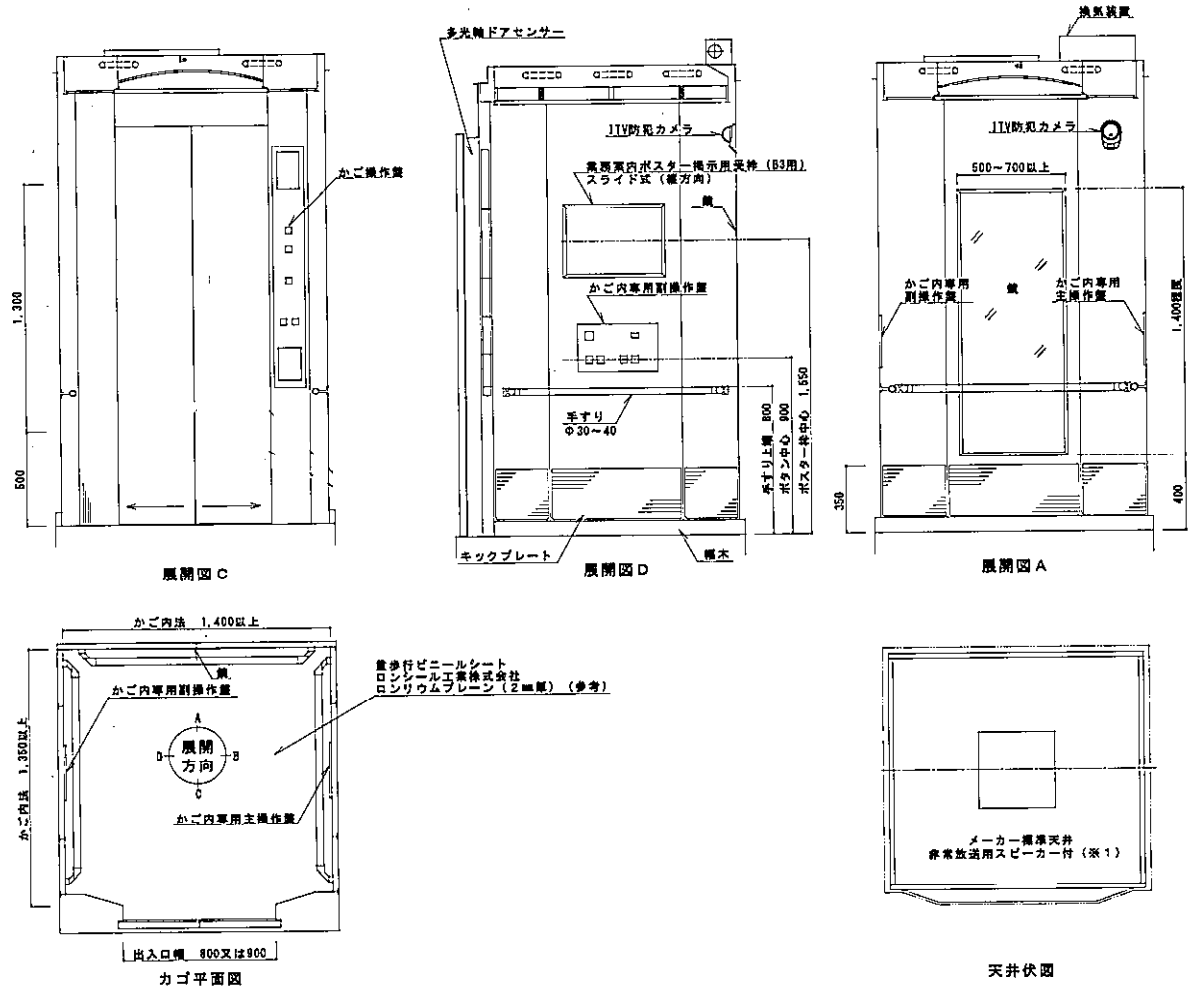 かご操作盤
1,300
500
展開図C
多光軸ドアセンサー
ITV防犯カメラ
業務案内ポスター掲示用受枠(B3用)
スライド式(縦方向)
鏡
かご内専用副操作盤
手すり
Φ30~40
手すり上端 800
ボタン中心 900
ポスター枠中心 1,550
キックプレート
幅木
展開図D
換気装置
ITV防犯カメラ
500~700以上
かご内専用
副操作盤
鏡
かご内専用
主操作盤
1,400程度
400
350
展開図A
かご内法 1,400以上
鏡
かご内専用副操作盤
かご内法 1,350以上
A
B
C
D
展開
方向
かご内専用主操作盤
重歩行ビニールシート
ロンシール工業株式会社
ロンリウムプレーン(2㎜厚)(参考)
出入口幅 800又は900
カゴ平面図
メーカー標準天井
非常放送用スピーカー付(※1)
天井伏図